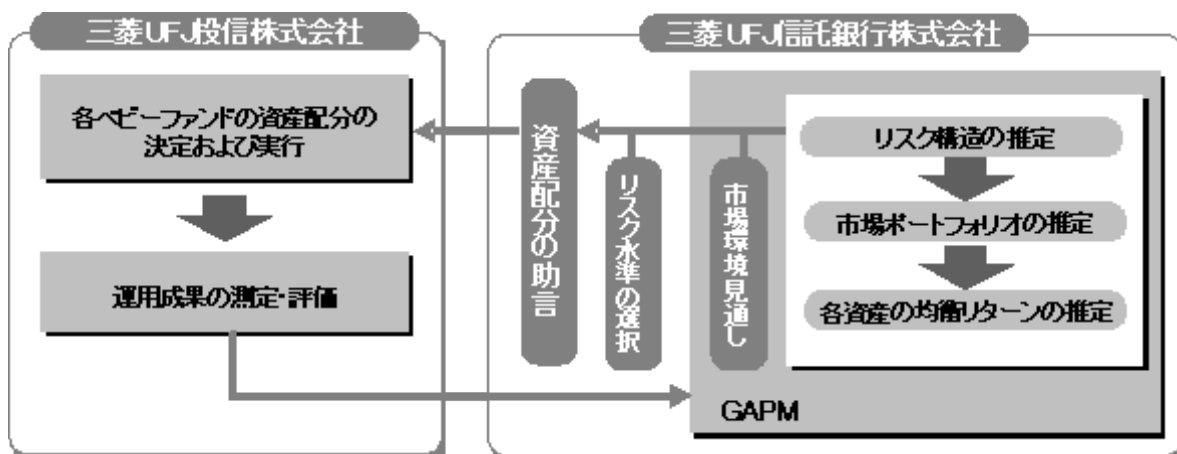 三菱UFJ投信株式会社
各ベビーファンドの資産配分の
決定および実行
運用成果の測定・評価
三菱UFJ信託銀行株式会社
資産配分の助言
リスク水準の選択
市場環境見通し
リスク構造の推定
市場ポートフォリオの推定
各資産の均衡リターンの推定
GAPM